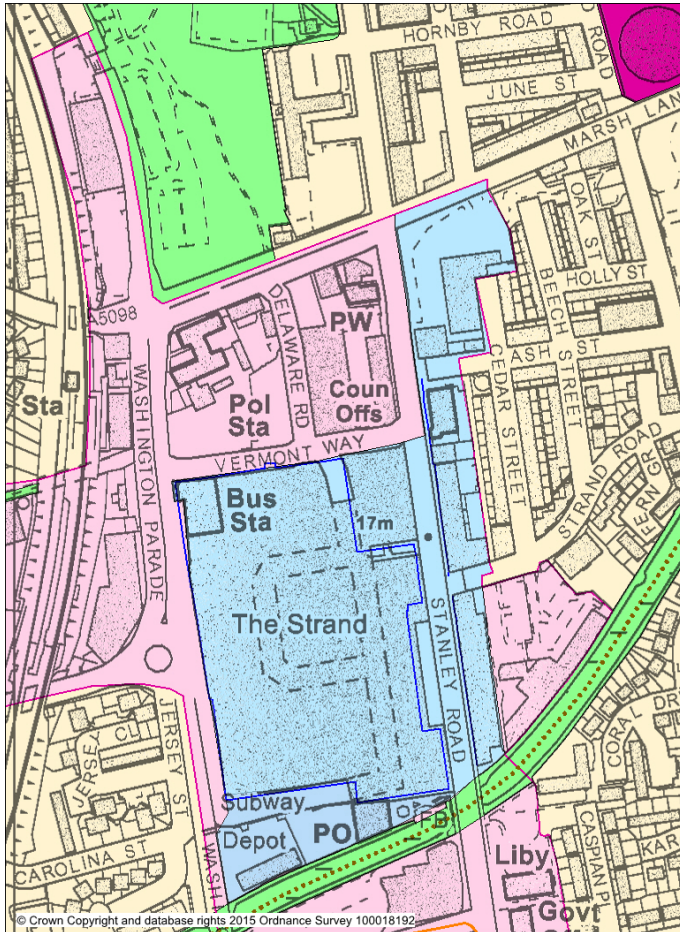 HORNBY ROAD
ROAD
JUNE ST
MARSH LAN
OAK ST
HOLLY ST
BEECH STREET
ASH ST
CEDAR STREET
A5098
DELAWARE RD
PW
Coun
Offs
Pol
Sta
Sta
WASHINGTON PARADE
VERMONT WAY
STRAND ROAD
FEARN GR
Bus
Sta
17m
The Strand
STANLEY ROAD
CORAL DR
JERSEY ST
JERSE
CL
Subway
Depot
PO
WASH
CAROLINA ST
Liby
Govt
CASPIAN PL
KAR
© Crown Copyright and database rights 2015 Ordnance Survey 100018192